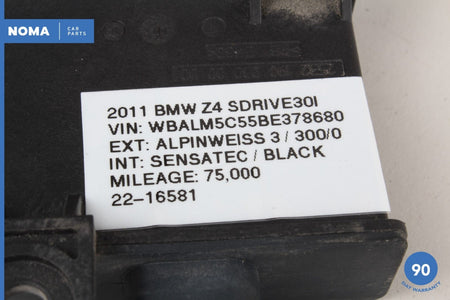 NOMA
CAR
PARTS
2011 BMW Z4 SDRIVE30I
VIN: WBALM5C55BE378680
EXT: ALPINWEISS 3 / 300/0
INT: SENSATEC / BLACK
MILEAGE: 75,000
22-16581
90
DAY WARRANTY